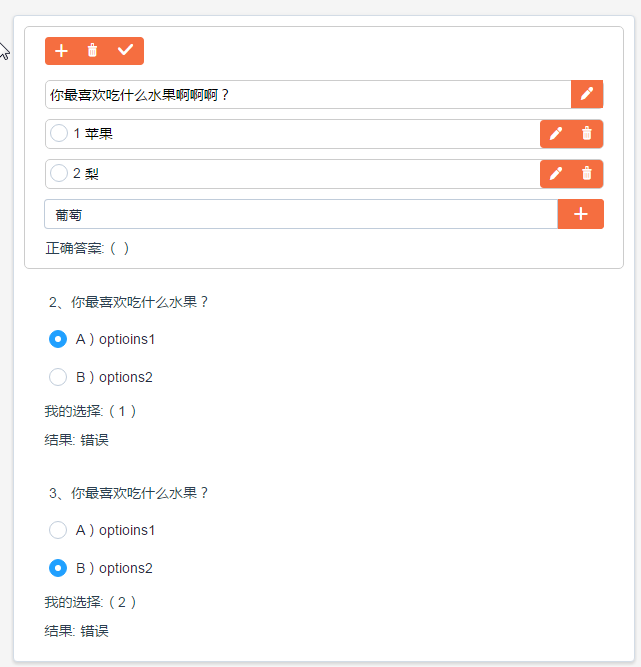 你最喜欢吃什么水果啊啊啊？
1 苹果
2 梨
葡萄
正确答案: ( )
2、你最喜欢吃什么水果？
A ) optioins1
B ) options2
我的选择: ( 1 )
结果: 错误
3、你最喜欢吃什么水果？
A ) optioins1
B ) options2
我的选择: ( 2 )
结果: 错误